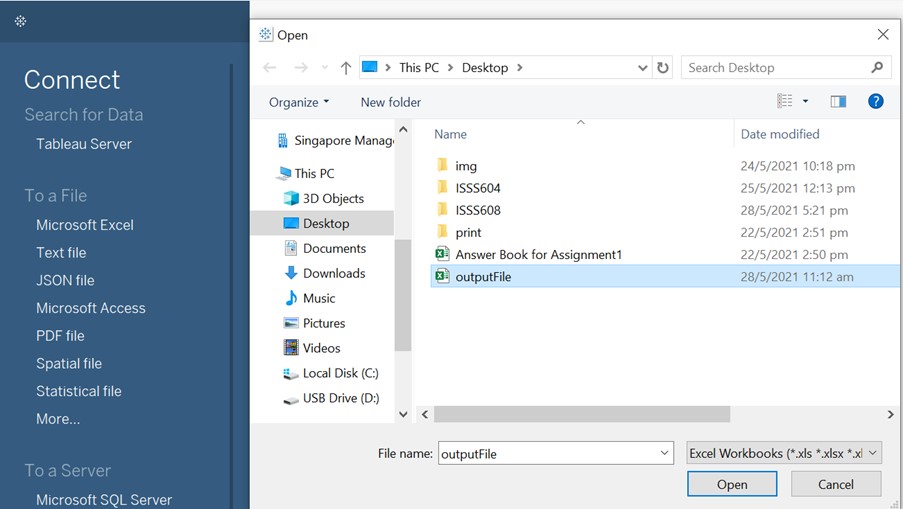 Connect
Search for Data
Tableau Server
To a File
Microsoft Excel
Text file
JSON file
Microsoft Access
PDF file
Spatial file
Statistical file
More...
To a Server
Microsoft SQL Server
Open
This PC > Desktop >
Search Desktop
Organize
New folder
?
Singapore Manag
This PC
3D Objects
Desktop
Documents
Downloads
Music
Pictures
Videos
Local Disk (C:)
USB Drive (D:)
Name Date modified
img 24/5/2021 10:18 pm
ISSS604 25/5/2021 12:13 pm
ISSS608 28/5/2021 5:21 pm
print 22/5/2021 2:51 pm
Answer Book for Assignment1 22/5/2021 2:50 pm
outputFile 28/5/2021 11:12 am
File name: outputFile
Excel Workbooks (*.xls *.xlsx *.xl
Open
Cancel